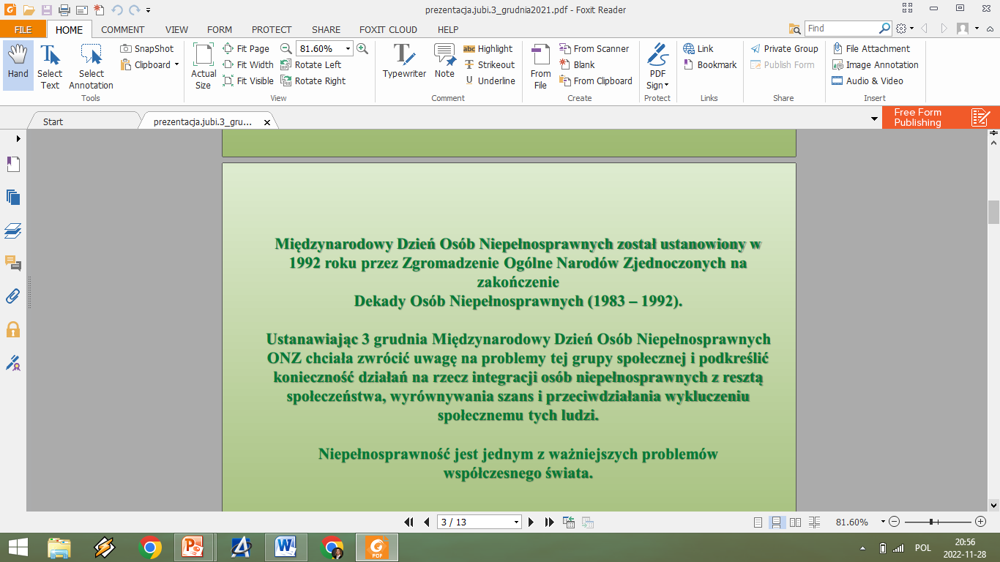 prezentacja.jubi.3_grudnia2021.pdf - Foxit Reader
FILE HOME COMMENT VIEW FORM PROTECT SHARE FOXIT CLOUD HELP Find
Hand
Select Text
Select Annotation
SnapShot
Clipboard
Tools
Actual Size
Fit Page
Fit Width
Fit Visible
81.60%
Rotate Left
Rotate Right
View
Typewriter
Note
Highlight
Strikeout
Underline
Comment
From File
From Scanner
Blank
From Clipboard
Create
PDF Sign
Protect
Link
Bookmark
Links
Private Group
Publish Form
Share
File Attachment
Image Annotation
Audio & Video
Insert
Start
prezentacja.jubi.3_gru...
Free Form
Publishing
Międzynarodowy Dzień Osób Niepełnosprawnych został ustanowiony w
1992 roku przez Zgromadzenie Ogólne Narodów Zjednoczonych na
zakończenie
Dekady Osób Niepełnosprawnych (1983 – 1992).
Ustanawiając 3 grudnia Międzynarodowy Dzień Osób Niepełnosprawnych
ONZ chciała zwrócić uwagę na problemy tej grupy społecznej i podkreślić
konieczność działań na rzecz integracji osób niepełnosprawnych z resztą
społeczeństwa, wyrównywania szans i przeciwdziałania wykluczeniu
społecznemu tych ludzi.
Niepełnosprawność jest jednym z ważniejszych problemów
współczesnego świata.
3 / 13
81.60%
POL
20:56
2022-11-28